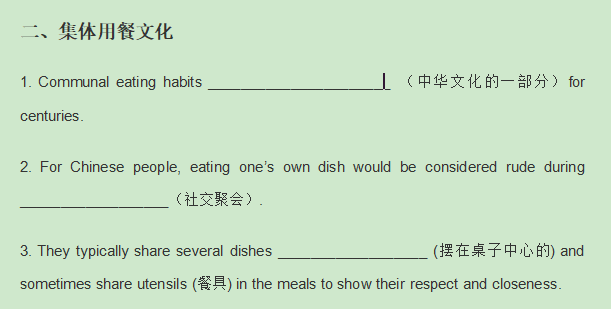 二、集体用餐文化
1. Communal eating habits ______________________ （中华文化的一部分）for
centuries.
2. For Chinese people, eating one’s own dish would be considered rude during
__________________（社交聚会）.
3. They typically share several dishes __________________ (摆在桌子中心的) and
sometimes share utensils (餐具) in the meals to show their respect and closeness.